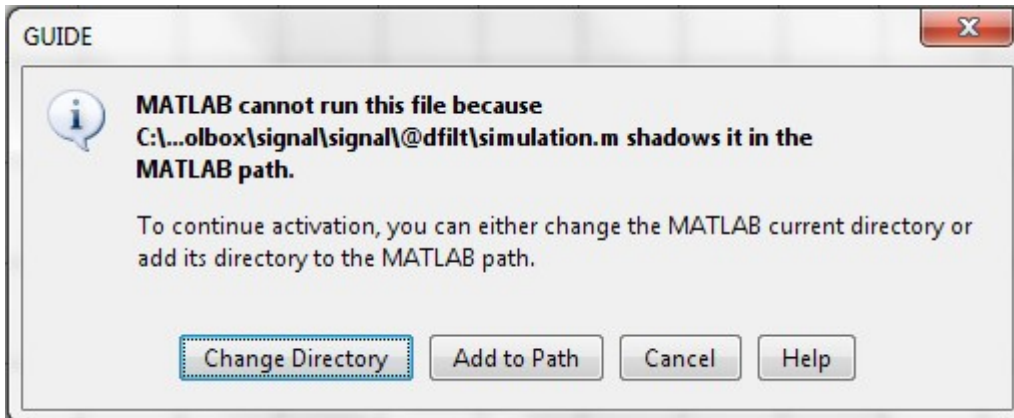 GUIDE
MATLAB cannot run this file because
C:\...olbox\signal\signal\@dfilt\simulation.m shadows it in the
MATLAB path.
To continue activation, you can either change the MATLAB current directory or
add its directory to the MATLAB path.
Change Directory Add to Path Cancel Help